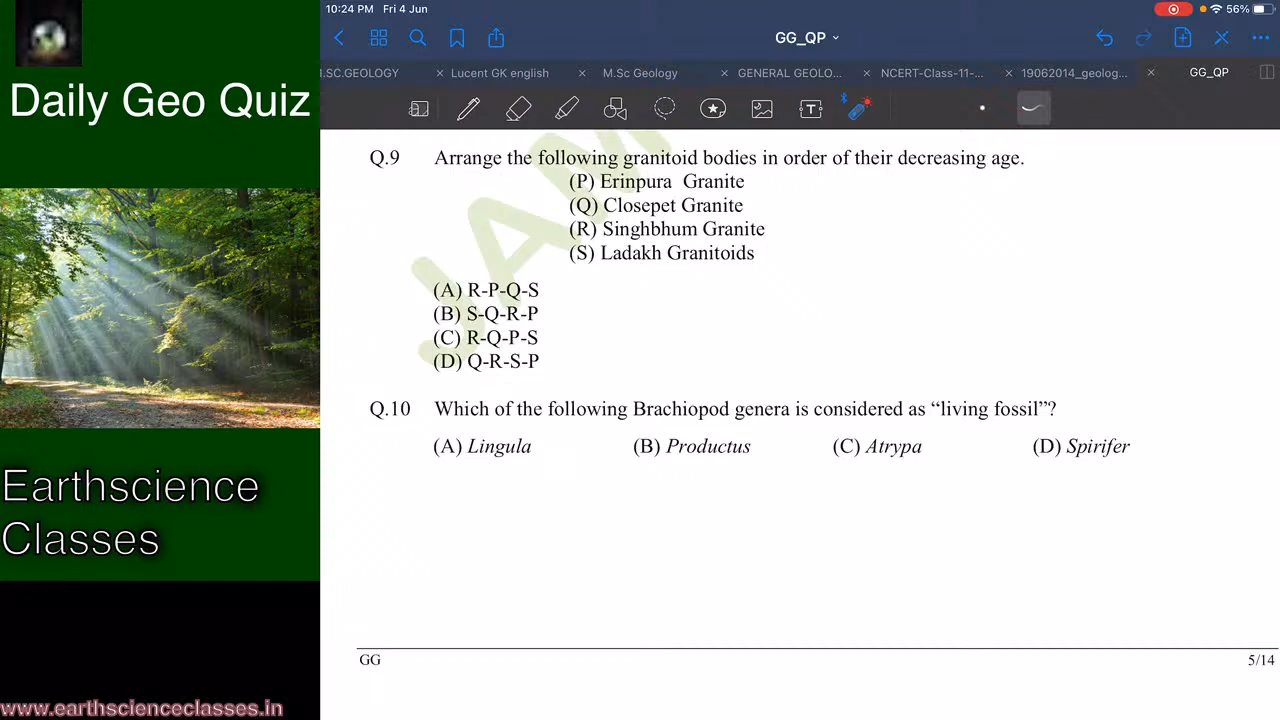 10:24 PM Fri 4 Jun
56%
GG_QP
M.SC.GEOLOGY
Lucent GK english
M.Sc Geology
GENERAL GEOLO...
NCERT-Class-11-...
19062014_geolog...
GG_QP
Daily Geo Quiz
JAM
Q.9 Arrange the following granitoid bodies in order of their decreasing age.
(P) Erinpura Granite
(Q) Closepet Granite
(R) Singhbhum Granite
(S) Ladakh Granitoids
(A) R-P-Q-S
(B) S-Q-R-P
(C) R-Q-P-S
(D) Q-R-S-P
Q.10 Which of the following Brachiopod genera is considered as “living fossil”?
(A) Lingula (B) Productus (C) Atrypa (D) Spirifer
Earthscience
Classes
GG 5/14
www.earthscienceclasses.in